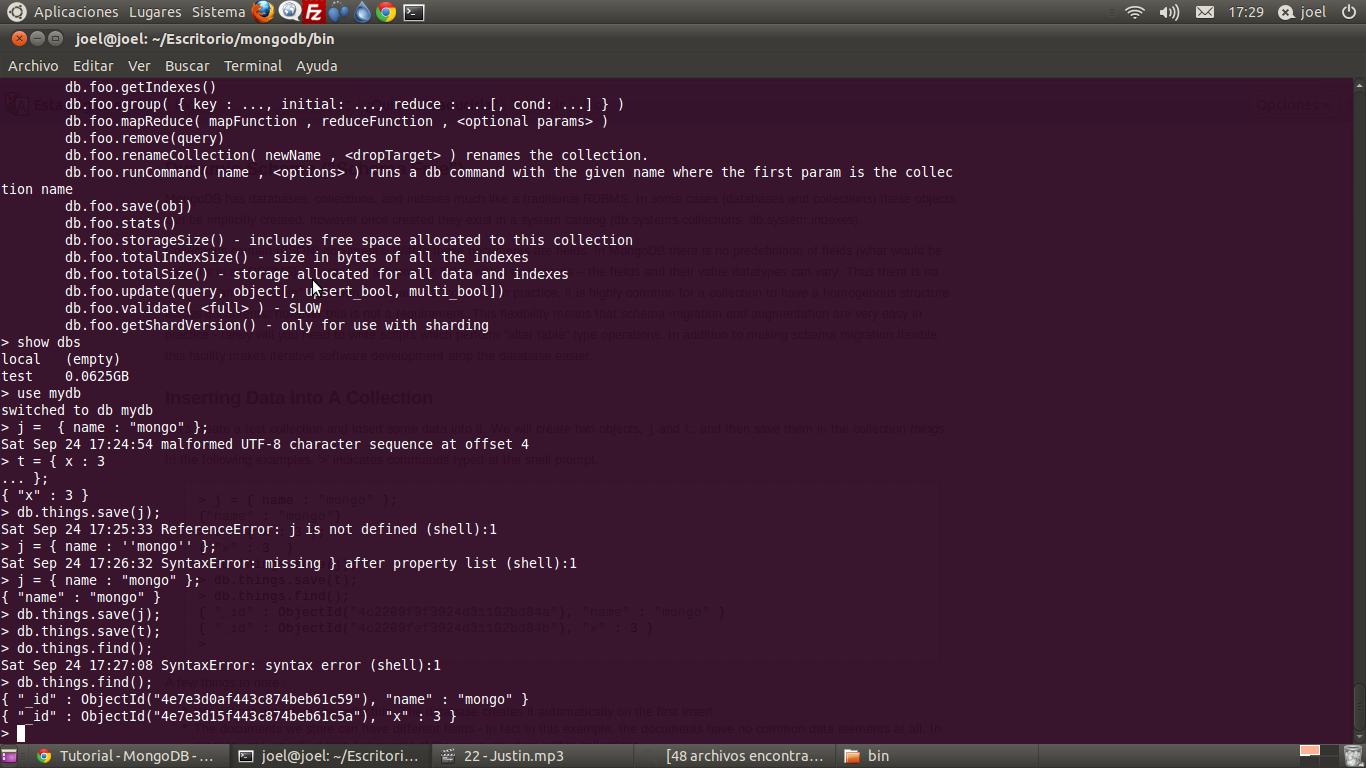 Aplicaciones Lugares Sistema 17:29 joel
joel@joel: ~/Escritorio/mongodb/bin
Archivo Editar Ver Buscar Terminal Ayuda
db.foo.getIndexes()
db.foo.group( { key : ..., initial: ..., reduce : ...[, cond: ...] } )
db.foo.mapReduce( mapFunction , reduceFunction , <optional params> )
db.foo.remove(query)
db.foo.renameCollection( newName , <dropTarget> ) renames the collection.
db.foo.runCommand( name , <options> ) runs a db command with the given name where the first param is the collec
tion name
db.foo.save(obj)
db.foo.stats()
db.foo.storageSize() - includes free space allocated to this collection
db.foo.totalIndexSize() - size in bytes of all the indexes
db.foo.totalSize() - storage allocated for all data and indexes
db.foo.update(query, object[, upsert_bool, multi_bool])
db.foo.validate( <full> ) - SLOW
db.foo.getShardVersion() - only for use with sharding
> show dbs
local (empty)
test 0.0625GB
> use mydb
switched to db mydb
> j =  { name : "mongo" };
Sat Sep 24 17:24:54 malformed UTF-8 character sequence at offset 4
> t = { x : 3
... };
{ "x" : 3 }
> db.things.save(j);
Sat Sep 24 17:25:33 ReferenceError: j is not defined (shell):1
> j = { name : ''mongo'' };
Sat Sep 24 17:26:32 SyntaxError: missing } after property list (shell):1
> j = { name : "mongo" };
{ "name" : "mongo" }
> db.things.save(j);
> db.things.save(t);
> do.things.find();
Sat Sep 24 17:27:08 SyntaxError: syntax error (shell):1
> db.things.find();
{ "_id" : ObjectId("4e7e3d0af443c874beb61c59"), "name" : "mongo" }
{ "_id" : ObjectId("4e7e3d15f443c874beb61c5a"), "x" : 3 }
>
Inserting Data into A Collection
Tutorial - MongoDB - ... joel@joel: ~/Escritori... 22 - Justin.mp3 [48 archivos encontra... bin